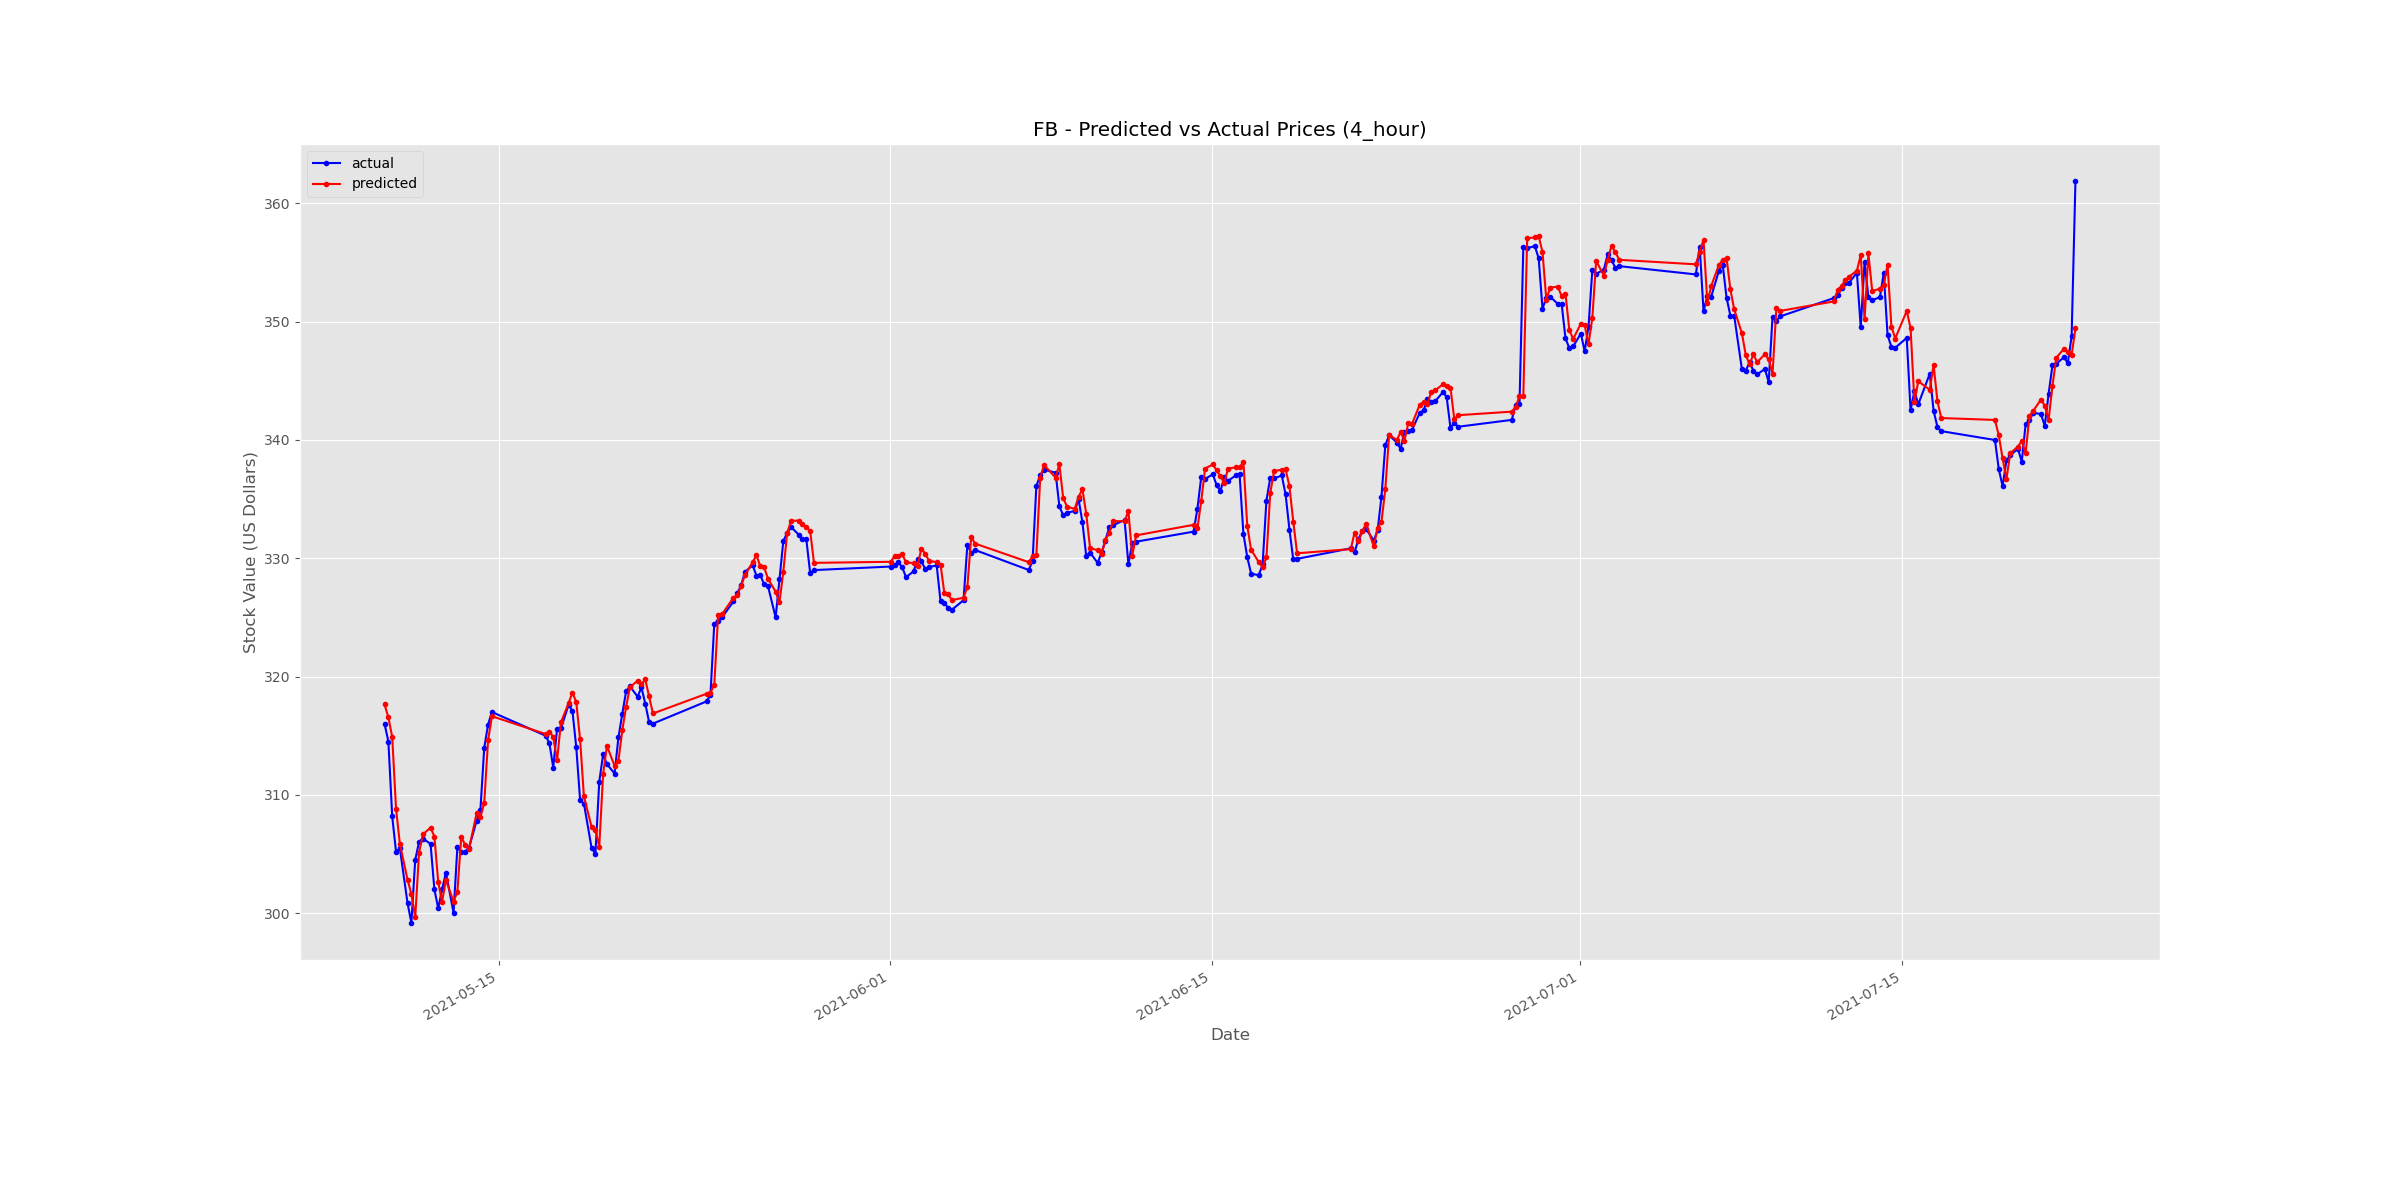 FB - Predicted vs Actual Prices (4_hour)
actual
predicted
360
350
340
330
320
310
300
Stock Value (US Dollars)
2021-05-15
2021-06-01
2021-06-15
2021-07-01
2021-07-15
Date